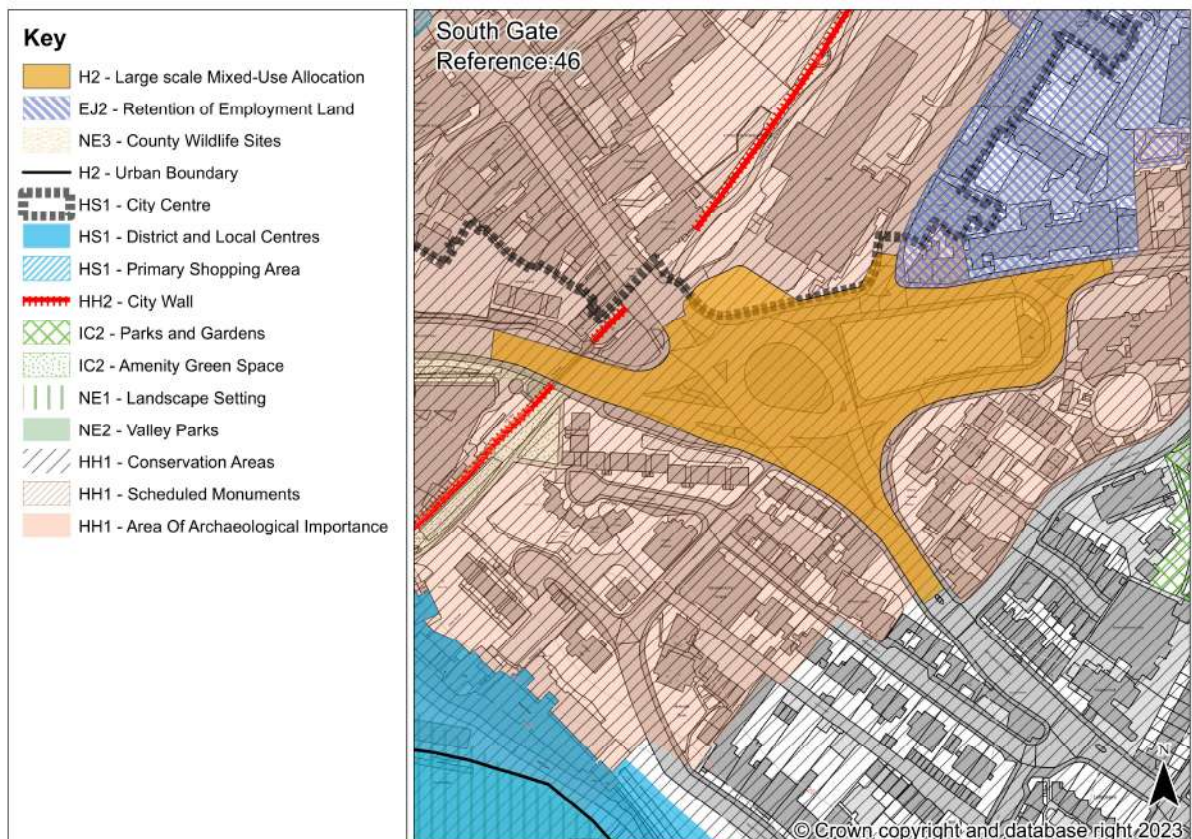 Key
H2 - Large scale Mixed-Use Allocation
EJ2 - Retention of Employment Land
NE3 - County Wildlife Sites
H2 - Urban Boundary
HS1 - City Centre
HS1 - District and Local Centres
HS1 - Primary Shopping Area
HH2 - City Wall
IC2 - Parks and Gardens
IC2 - Amenity Green Space
NE1 - Landscape Setting
NE2 - Valley Parks
HH1 - Conservation Areas
HH1 - Scheduled Monuments
HH1 - Area Of Archaeological Importance
South Gate
Reference:46
N
© Crown copyright and database right 2023